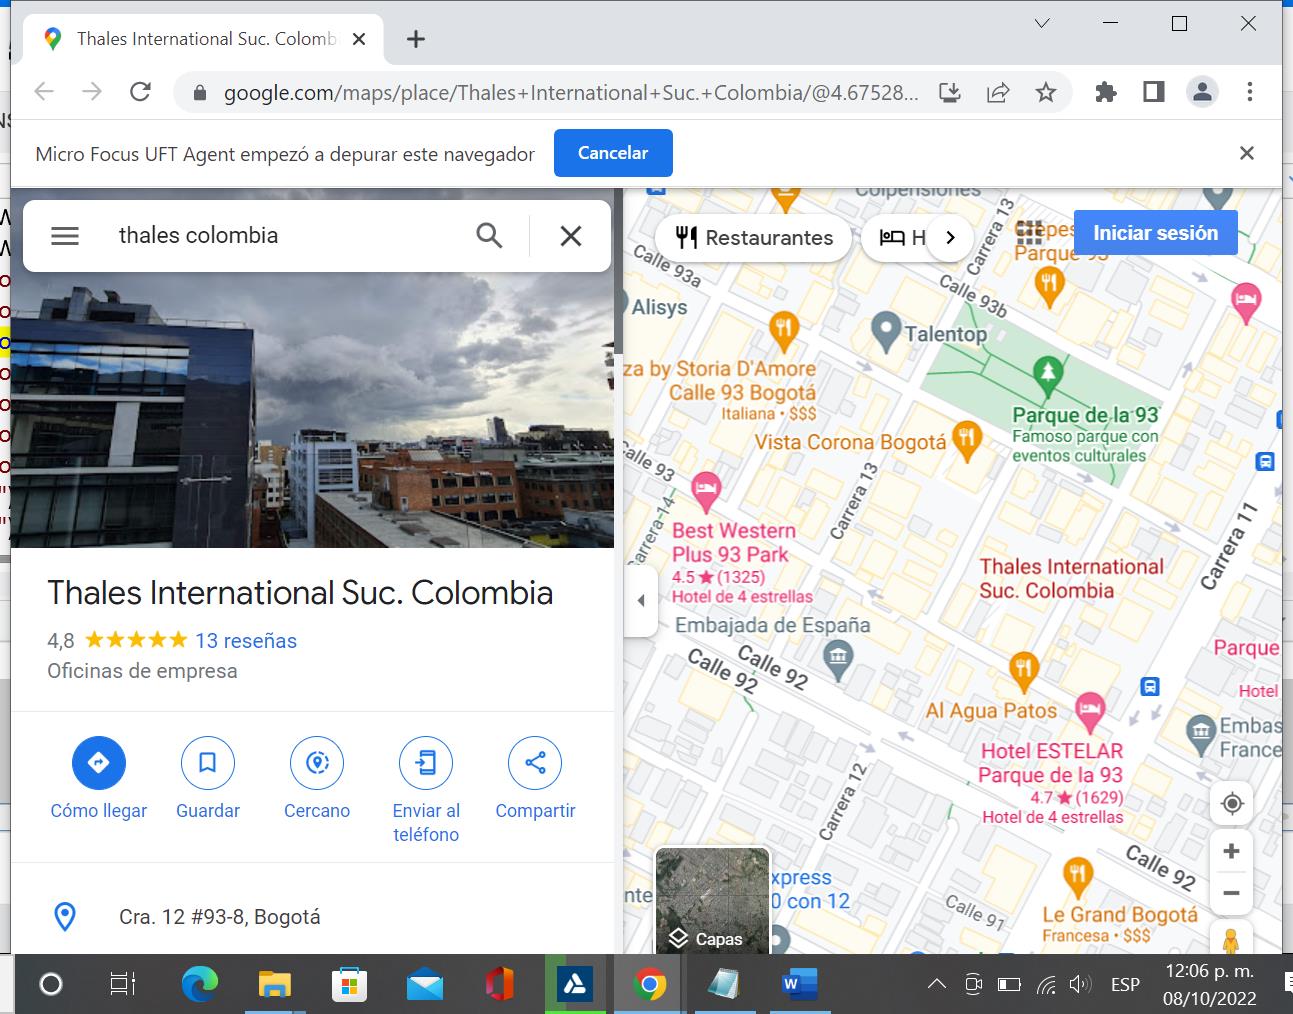 Thales International Suc. Colomb
google.com/maps/place/Thales+International+Suc.+Colombia/@4.67528...
Micro Focus UFT Agent empezó a depurar este navegador
Cancelar
thales colombia
Thales International Suc. Colombia
4,8
13 reseñas
Oficinas de empresa
Cómo llegar
Guardar
Cercano
Enviar al
teléfono
Compartir
Cra. 12 #93-8, Bogotá
Colpensiones
Restaurantes
H
Iniciar sesión
Carrera 13
Parque 93
Calle 93a
Calle 93b
Alisys
Talentop
za by Storia D'Amore
Calle 93 Bogotá
Italiana • $$$
Parque de la 93
Famoso parque con
eventos culturales
Vista Corona Bogotá
alle 93
Carrera 13
arrera 14
Carrera 11
Best Western
Plus 93 Park
4.5 ★ (1325)
Hotel de 4 estrellas
Thales International
Suc. Colombia
Embajada de España
Calle 92
Calle 92
Parque
Hotel
Al Agua Patos
Embas
France
Hotel ESTELAR
Parque de la 93
4.7 ★ (1629)
Hotel de 4 estrellas
Carrera 12
Calle 92
xpress
0 con 12
nte
Capas
Calle 91
Le Grand Bogotá
Francesa • $$$
ESP
12:06 p. m.
08/10/2022